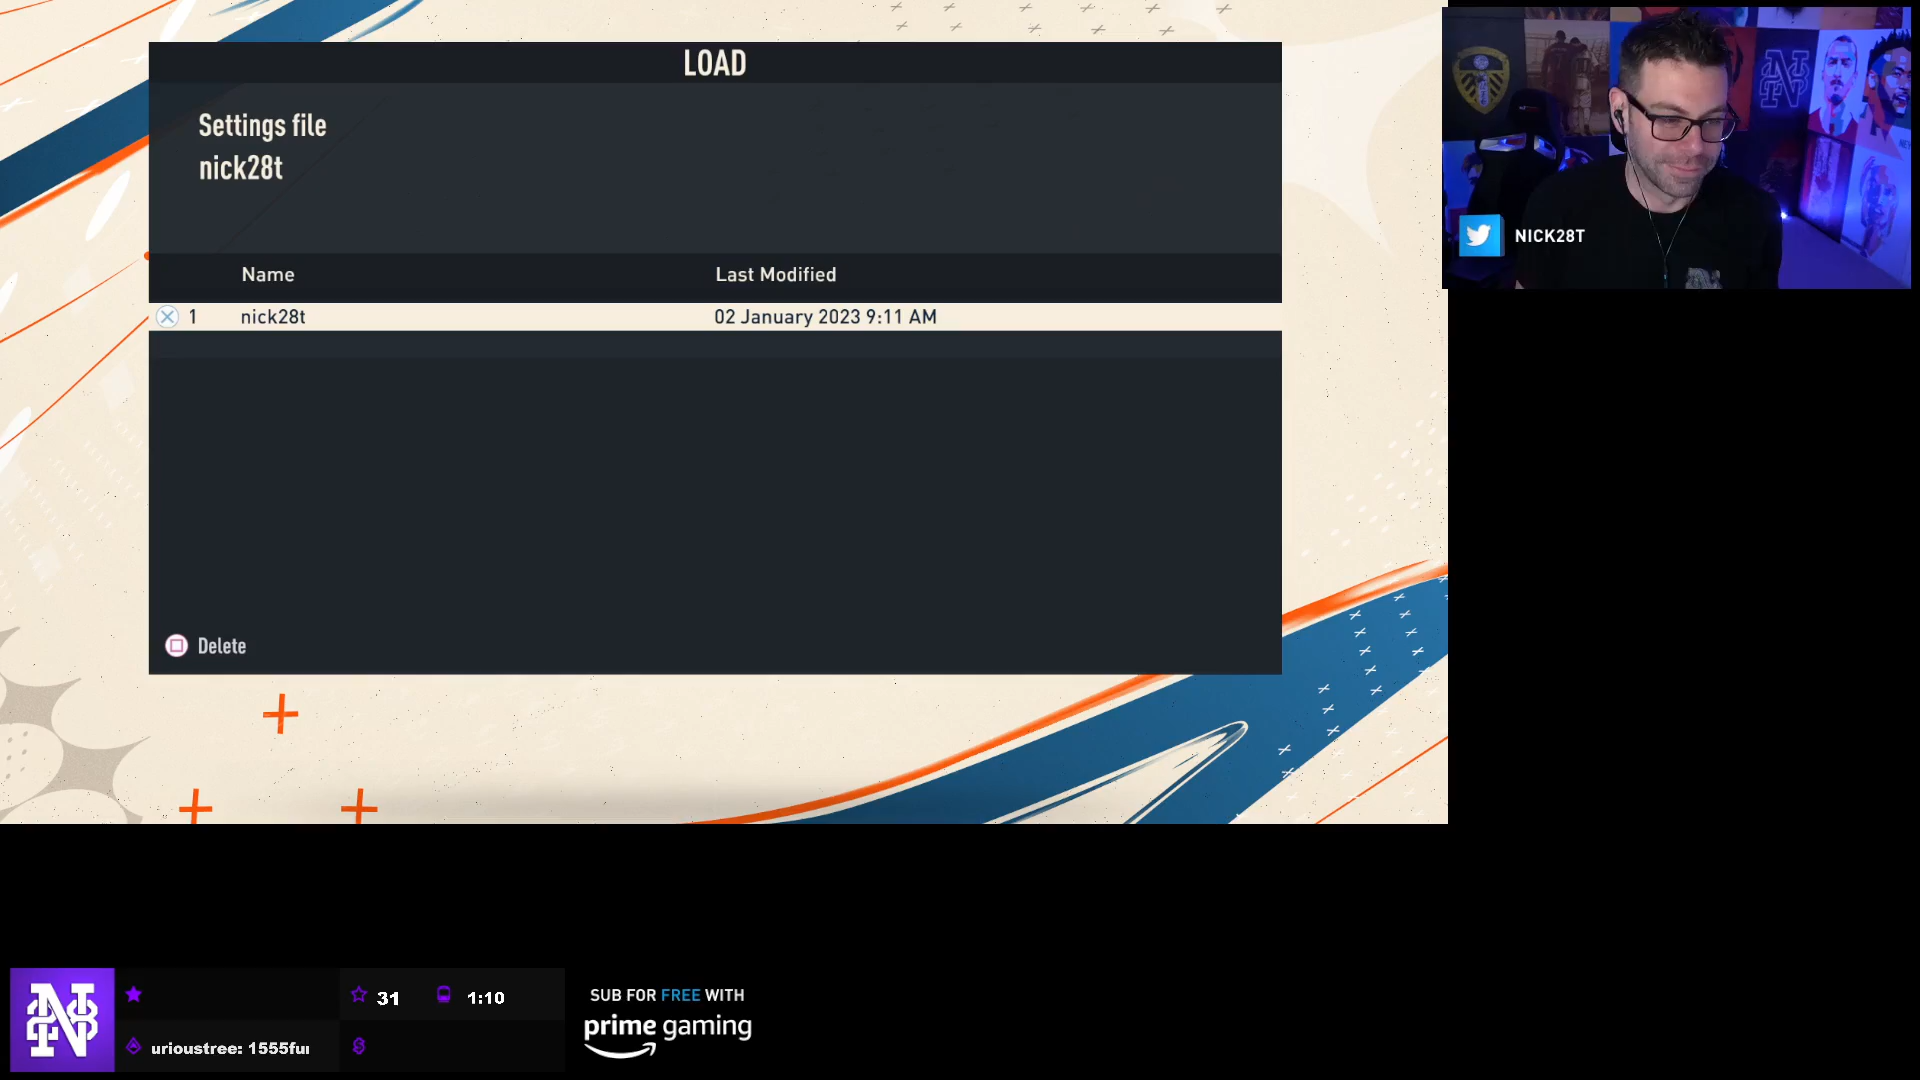 LOAD
Settings file
nick28t
Name Last Modified
1 nick28t 02 January 2023 9:11 AM
Delete
NICK28T
31 1:10
urioustree: 1555
SUB FOR FREE WITH
prime gaming